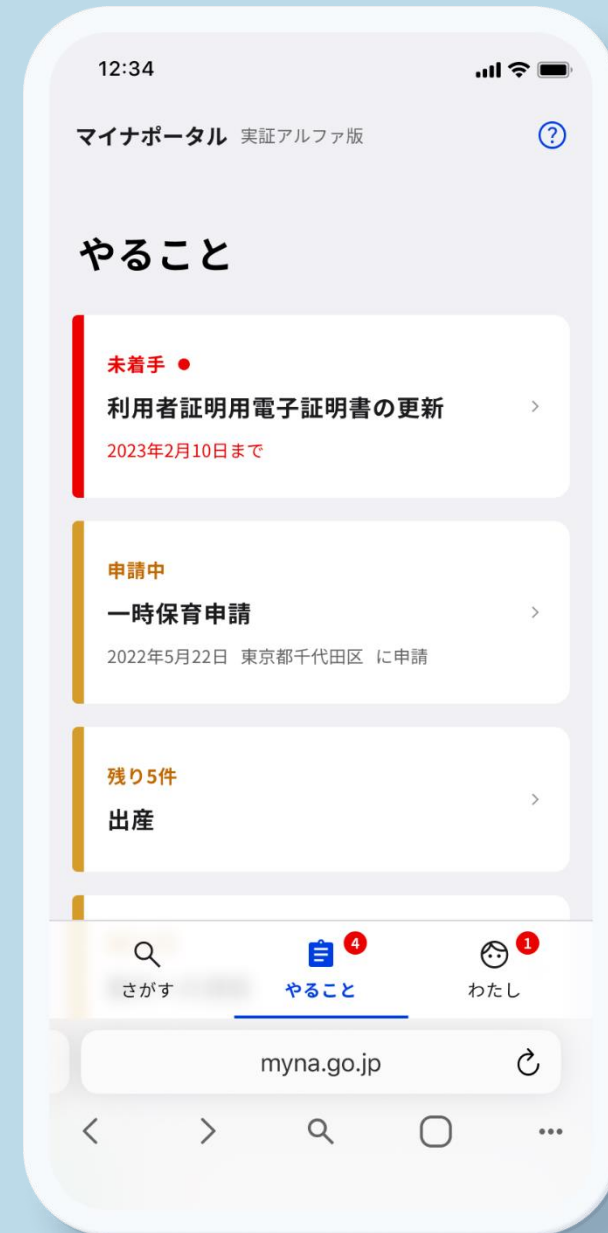 12:34
マイナポータル 実証アルファ版
やること
未着手
利用者証明用電子証明書の更新
2023年2月10日まで
申請中
一時保育申請
2022年5月22日 東京都千代田区 に申請
残り5件
出産
4
1
さがす やること わたし
myna.go.jp